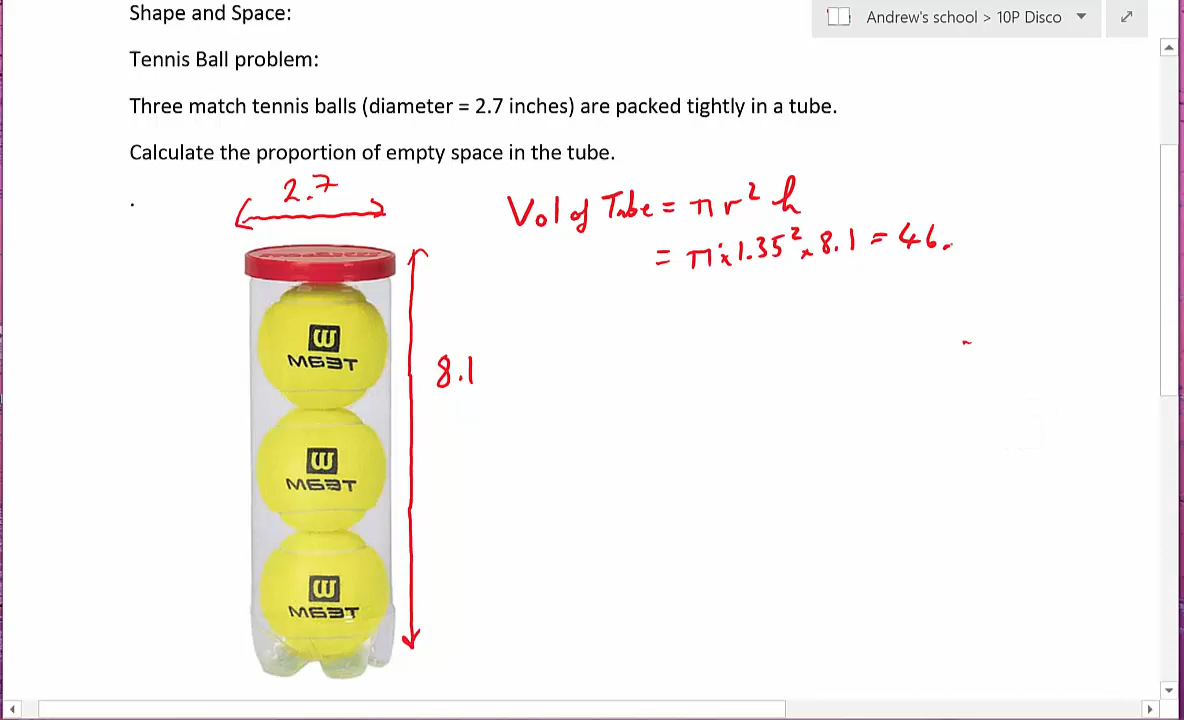 Shape and Space:
Andrew's school > 10P Disco
Tennis Ball problem:
Three match tennis balls (diameter = 2.7 inches) are packed tightly in a tube.
Calculate the proportion of empty space in the tube.
.
2.7
Vol of Tube = πr² h
= π × 1.35² × 8.1 = 46.
W
8.1
W
W